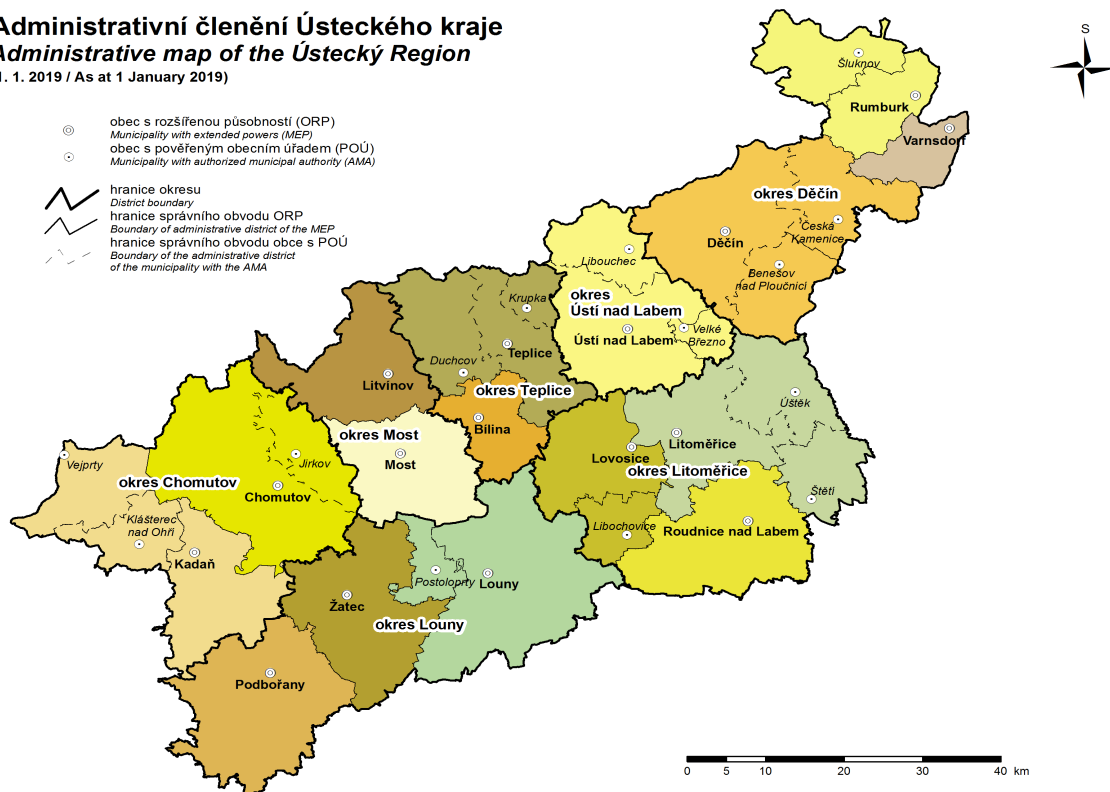 Administrativní členění Ústeckého kraje
Administrative map of the Ústecký Region
1. 1. 2019 / As at 1 January 2019)
obec s rozšířenou působností (ORP)
Municipality with extended powers (MEP)
obec s pověřeným obecním úřadem (POÚ)
Municipality with authorized municipal authority (AMA)
hranice okresu
District boundary
hranice správního obvodu ORP
Boundary of administrative district of the MEP
hranice správního obvodu obce s POÚ
Boundary of the administrative district
of the municipality with the AMA
S
Šluknov
Rumburk
Varnsdorf
okres Děčín
Česká
Kamenice
Děčín
Benešov
nad Ploučnicí
Libouchec
okres
Ústí nad Labem
Ústí nad Labem
Velké
Březno
Krupka
Teplice
Duchcov
okres Teplice
Bílina
Litvínov
okres Most
Most
Úštěk
Litoměřice
Lovosice
okres Litoměřice
Štětí
Libochovice
Roudnice nad Labem
Vejprty
Jirkov
okres Chomutov
Chomutov
Klášterec
nad Ohří
Kadaň
Postoloprty
Louny
Žatec
okres Louny
Podbořany
0 5 10 20 30 40 km